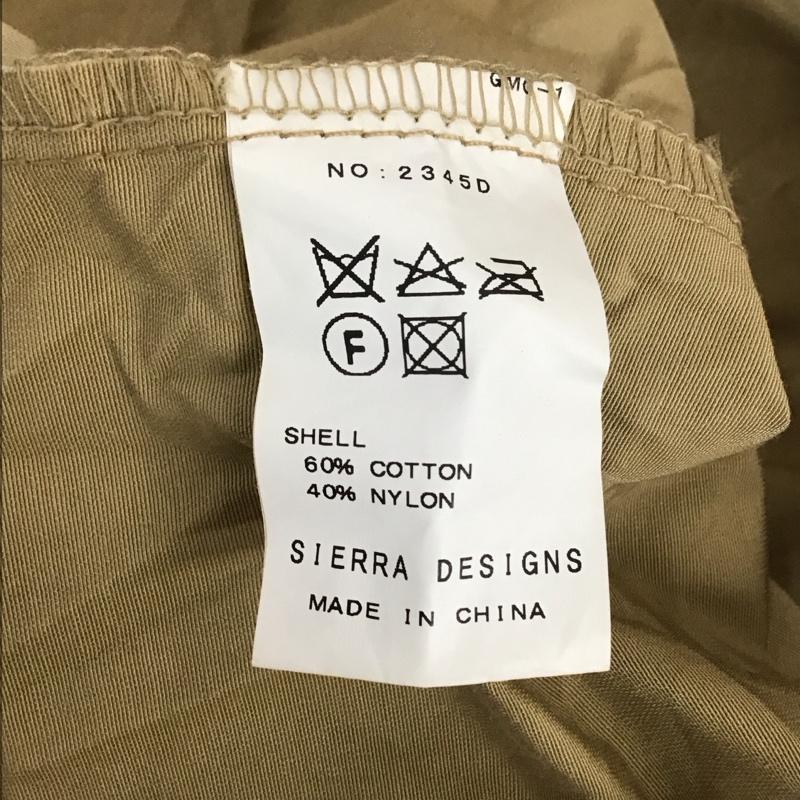 NO:2345D
F
SHELL
60% COTTON
40% NYLON
SIERRA DESIGNS
MADE IN CHINA